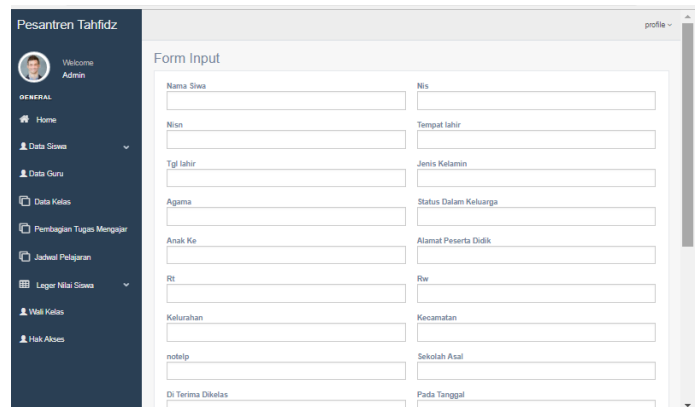 Pesantren Tahfidz
profile
Welcome
Admin
GENERAL
Home
Data Siswa
Data Guru
Data Kelas
Pembagian Tugas Mengajar
Jadwal Pelajaran
Leger Nilai Siswa
Wali Kelas
Hak Akses
Form Input
Nama Siwa
Nis
Nisn
Tempat lahir
Tgl lahir
Jenis Kelamin
Agama
Status Dalam Keluarga
Anak Ke
Alamat Peserta Didik
Rt
Rw
Kelurahan
Kecamatan
notelp
Sekolah Asal
Di Terima Dikelas
Pada Tanggal